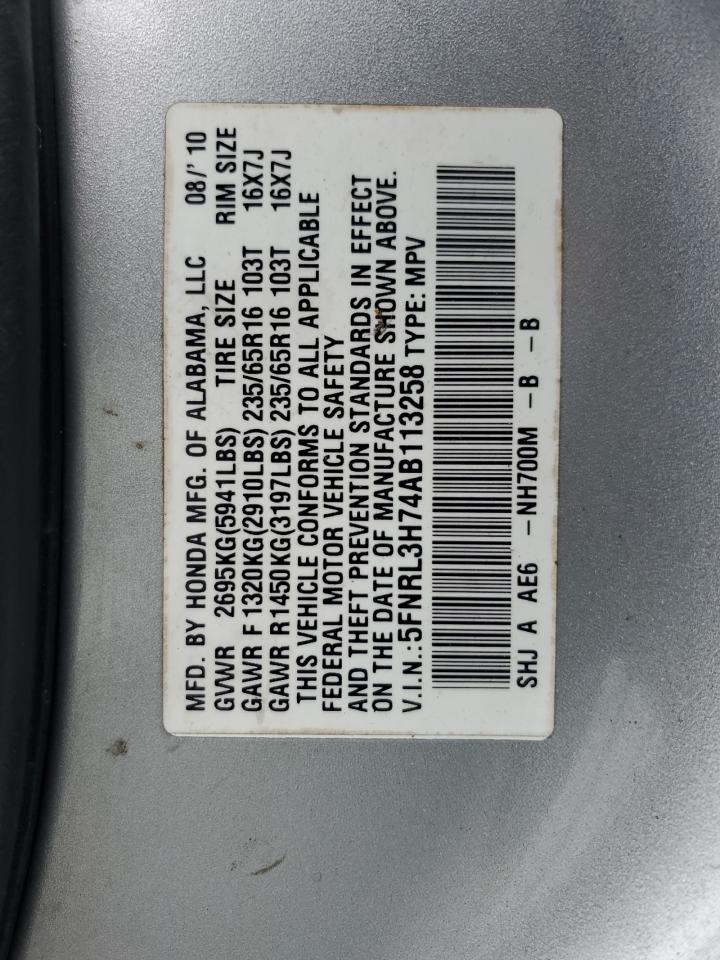 MFD. BY HONDA MFG. OF ALABAMA, LLC 08/'10
GVWR 2695KG(5941LBS) TIRE SIZE RIM SIZE
GAWR F 1320KG(2910LBS) 235/65R16 103T 16X7J
GAWR R 1450KG(3197LBS) 235/65R16 103T 16X7J
THIS VEHICLE CONFORMS TO ALL APPLICABLE
FEDERAL MOTOR VEHICLE SAFETY
AND THEFT PREVENTION STANDARDS IN EFFECT
ON THE DATE OF MANUFACTURE SHOWN ABOVE.
V.I.N.:5FNRL3H74AB113258 TYPE: MPV
SHJ A AE6 -NH700M -B -B